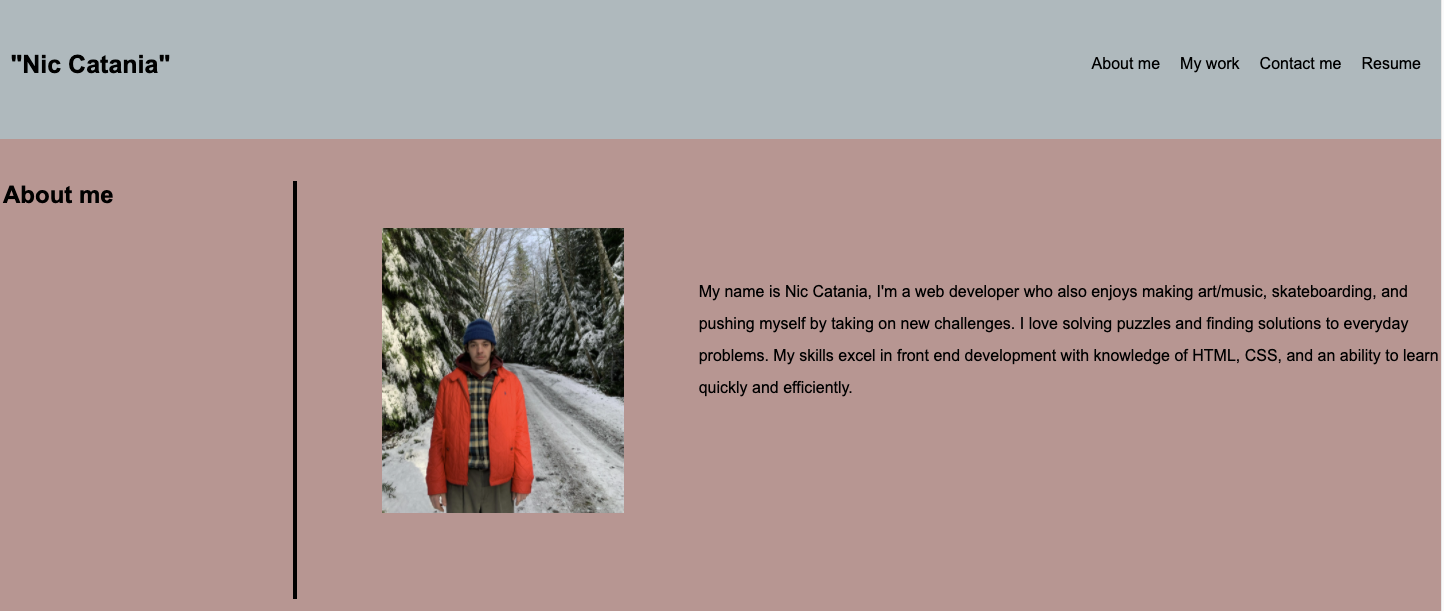 "Nic Catania"
About me My work Contact me Resume
About me
My name is Nic Catania, I'm a web developer who also enjoys making art/music, skateboarding, and
pushing myself by taking on new challenges. I love solving puzzles and finding solutions to everyday
problems. My skills excel in front end development with knowledge of HTML, CSS, and an ability to learn
quickly and efficiently.